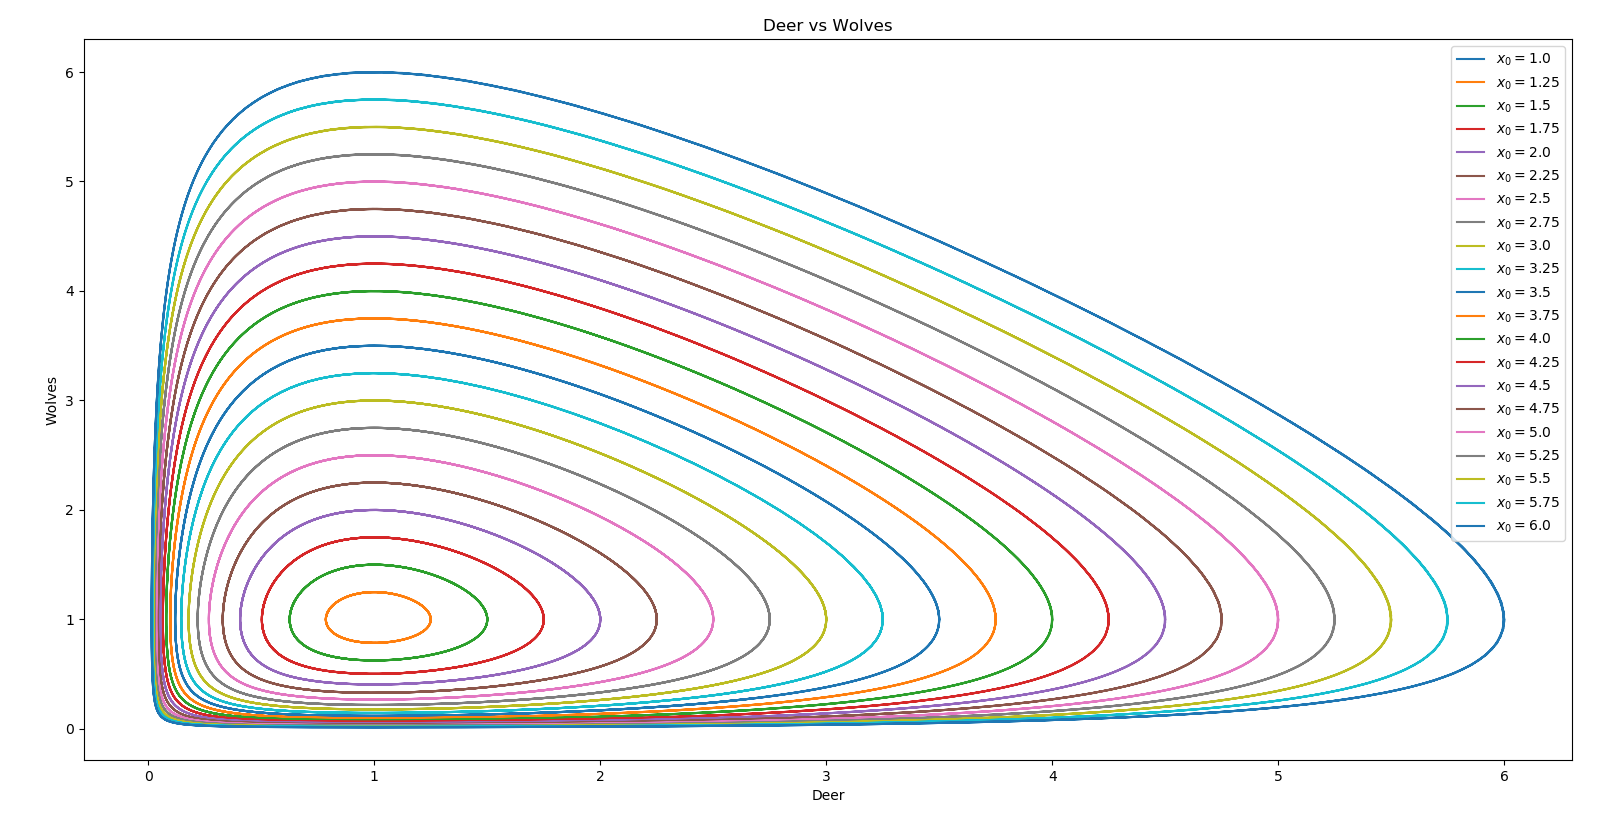 Deer vs Wolves
6
5
4
3
2
1
0
Wolves
0 1 2 3 4 5 6
Deer
x₀ = 1.0
x₀ = 1.25
x₀ = 1.5
x₀ = 1.75
x₀ = 2.0
x₀ = 2.25
x₀ = 2.5
x₀ = 2.75
x₀ = 3.0
x₀ = 3.25
x₀ = 3.5
x₀ = 3.75
x₀ = 4.0
x₀ = 4.25
x₀ = 4.5
x₀ = 4.75
x₀ = 5.0
x₀ = 5.25
x₀ = 5.5
x₀ = 5.75
x₀ = 6.0